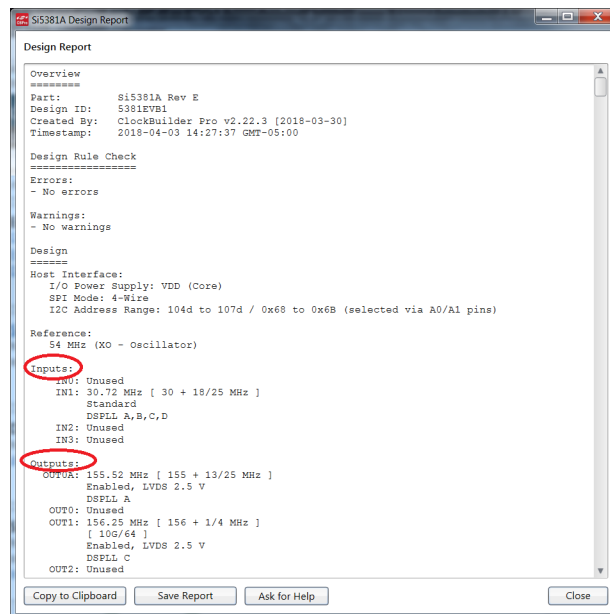 Si5381A Design Report
Design Report
Overview
========
Part: Si5381A Rev E
Design ID: 5381EVB1
Created By: ClockBuilder Pro v2.22.3 [2018-03-30]
Timestamp: 2018-04-03 14:27:37 GMT-05:00
Design Rule Check
=================
Errors:
- No errors
Warnings:
- No warnings
Design
======
Host Interface:
I/O Power Supply: VDD (Core)
SPI Mode: 4-Wire
I2C Address Range: 104d to 107d / 0x68 to 0x6B (selected via A0/A1 pins)
Reference:
54 MHz (XO - Oscillator)
Inputs:
IN0: Unused
IN1: 30.72 MHz [ 30 + 18/25 MHz ]
Standard
DSPLL A,B,C,D
IN2: Unused
IN3: Unused
Outputs:
OUT0A: 155.52 MHz [ 155 + 13/25 MHz ]
Enabled, LVDS 2.5 V
DSPLL A
OUT0: Unused
OUT1: 156.25 MHz [ 156 + 1/4 MHz ]
[ 10G/64 ]
Enabled, LVDS 2.5 V
DSPLL C
OUT2: Unused
Copy to Clipboard Save Report Ask for Help Close